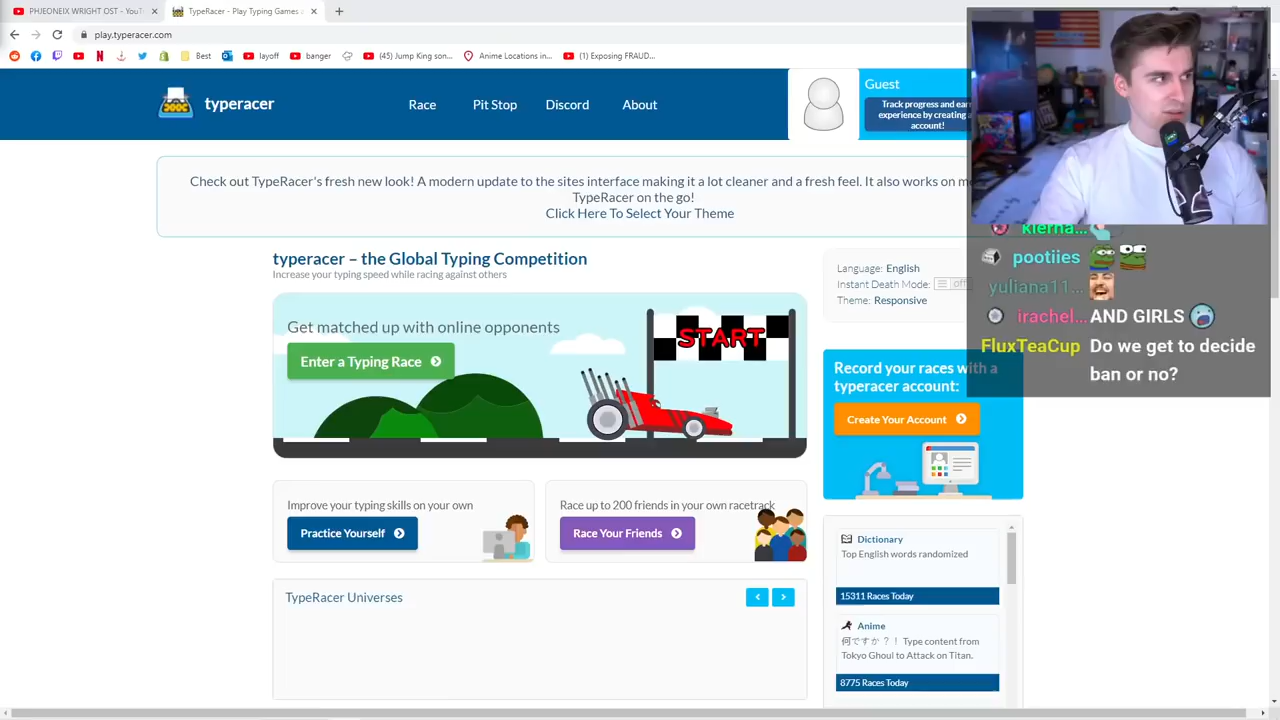 PHJEONEIX WRIGHT OST - YouT
TypeRacer - Play Typing Games
play.typeracer.com
Best
layoff
banger
(45) Jump King son...
Anime Locations in...
(1) Exposing FRAUD...
typeracer
Race
Pit Stop
Discord
About
Guest
Track progress and earn
experience by creating a
account!
Check out TypeRacer's fresh new look! A modern update to the sites interface making it a lot cleaner and a fresh feel. It also works on
TypeRacer on the go!
Click Here To Select Your Theme
typeracer – the Global Typing Competition
Increase your typing speed while racing against others
Get matched up with online opponents
Enter a Typing Race
START
Improve your typing skills on your own
Practice Yourself
Race up to 200 friends in your own racetrack
Race Your Friends
TypeRacer Universes
Language: English
Instant Death Mode: off
Theme: Responsive
Record your races with a
typeracer account:
Create Your Account
Dictionary
Top English words randomized
15311 Races Today
Anime
何ですか？！ Type content from
Tokyo Ghoul to Attack on Titan.
8775 Races Today
kierna...
pootiies
yuliana11...
irachel... AND GIRLS
FluxTeaCup Do we get to decide
ban or no?